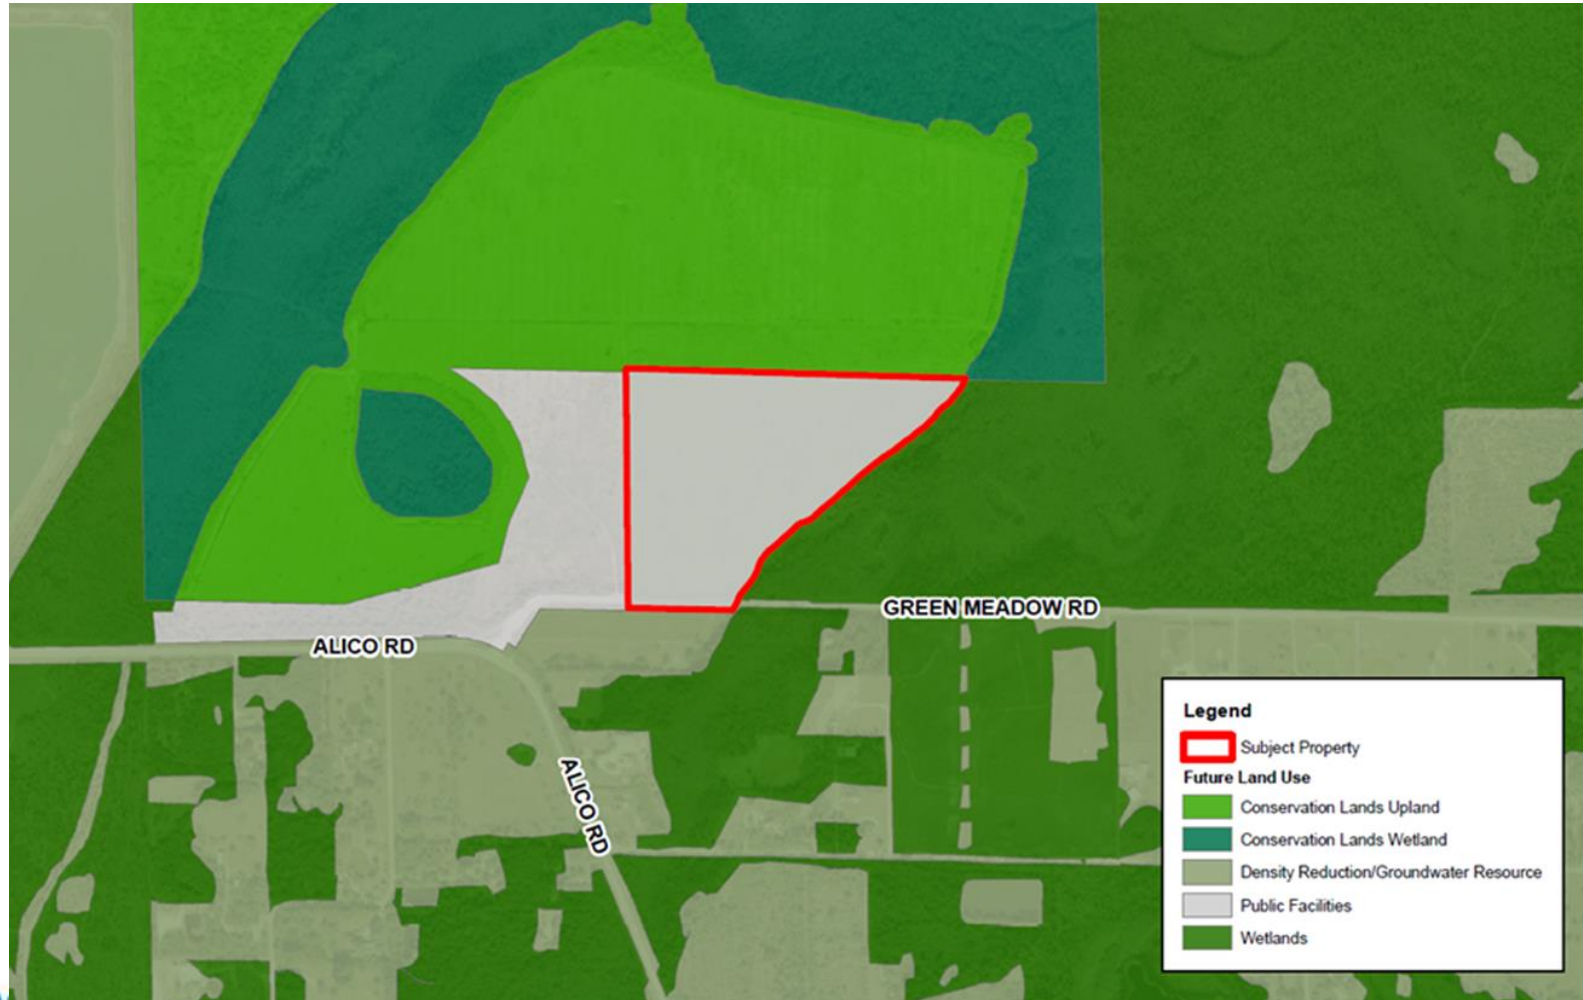 GREEN MEADOW RD
ALICO RD
ALICO RD
Legend
Subject Property
Future Land Use
Conservation Lands Upland
Conservation Lands Wetland
Density Reduction/Groundwater Resource
Public Facilities
Wetlands